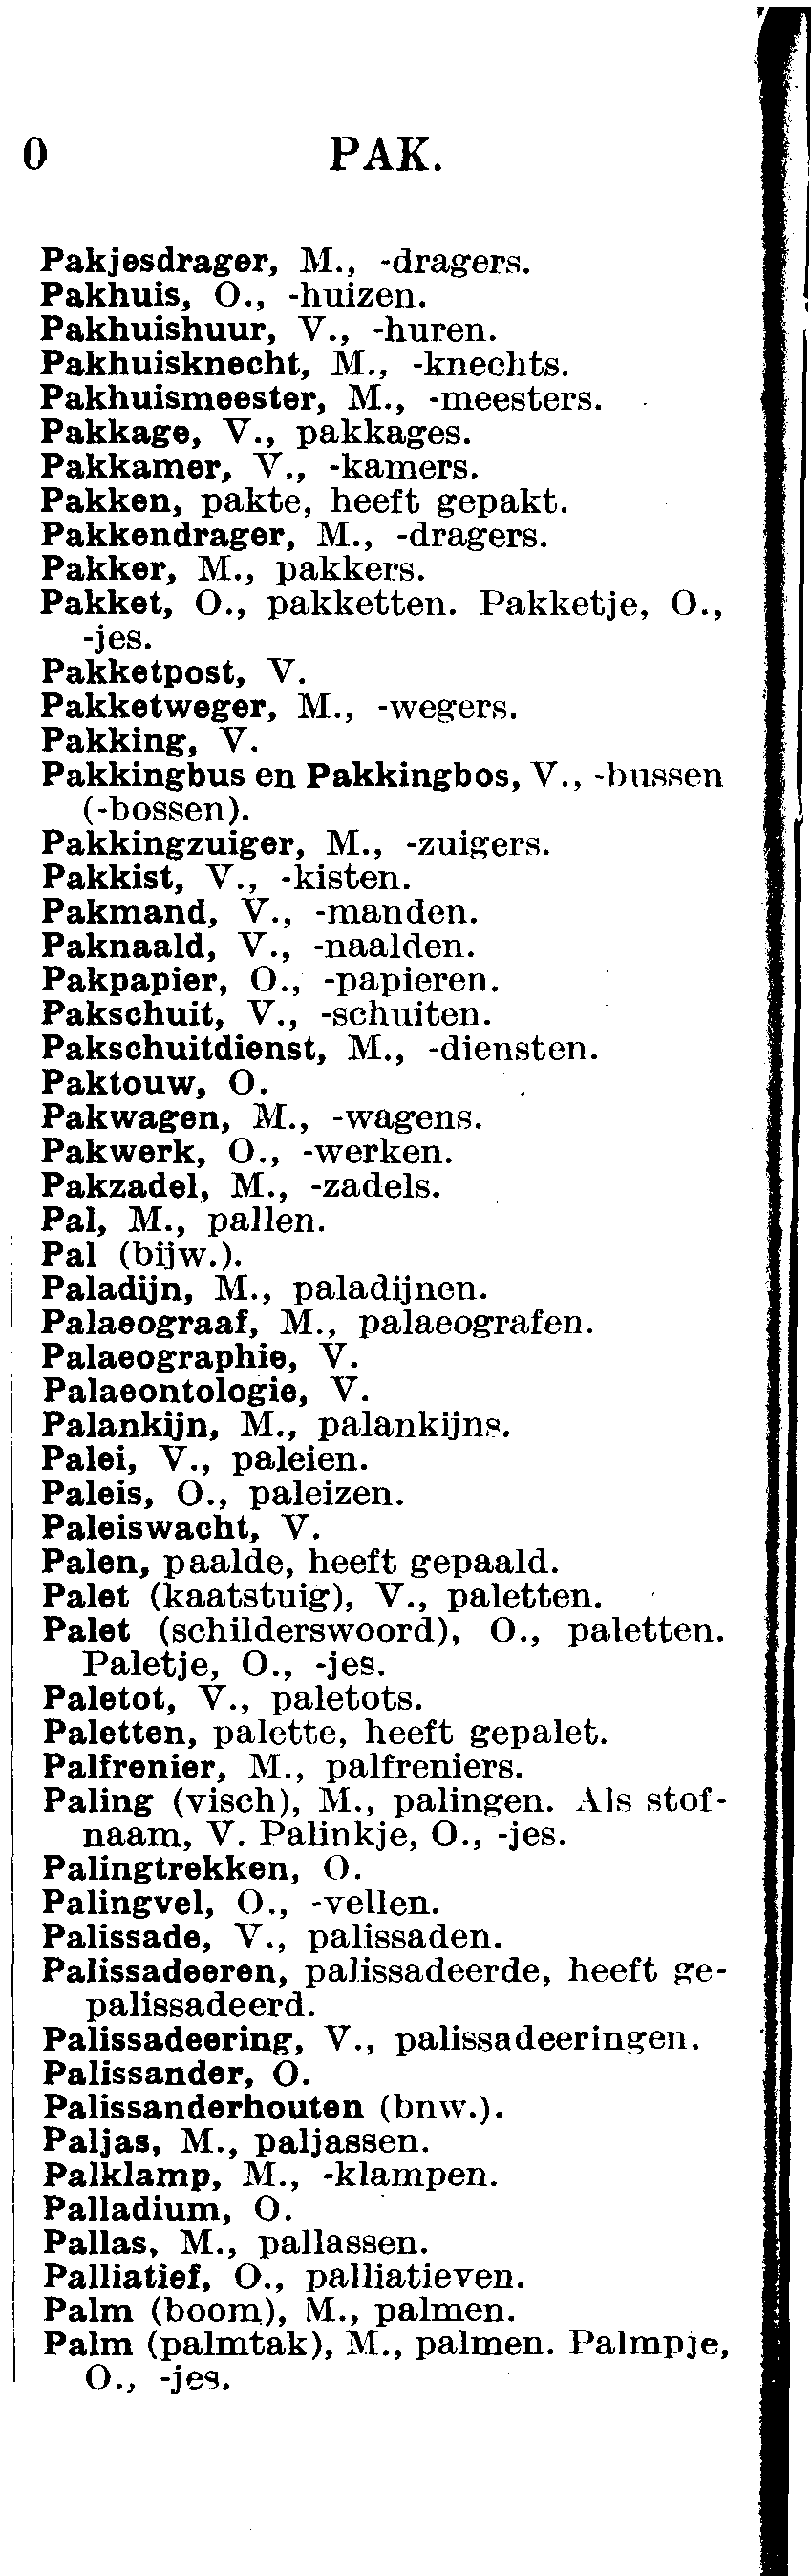 0 PAK.
Pakjesdrager, M., -dragers.
Pakhuis, O., -huizen.
Pakhuishuur, V., -huren.
Pakhuisknecht, M., -knechts.
Pakhuismeester, M., -meesters.
Pakkage, V., pakkages.
Pakkamer, V., -kamers.
Pakken, pakte, heeft gepakt.
Pakkendrager, M., -dragers.
Pakker, M., pakkers.
Pakket, O., pakketten. Pakketje, O.,
-jes.
Pakketpost, V.
Pakketweger, M., -wegers.
Pakking, V.
Pakkingbus en Pakkingbos, V., -bussen
(-bossen).
Pakkingzuiger, M., -zuigers.
Pakkist, V., -kisten.
Pakmand, V., -manden.
Paknaald, V., -naalden.
Pakpapier, O., -papieren.
Pakschuit, V., -schuiten.
Pakschuitdienst, M., -diensten.
Paktouw, O.
Pakwagen, M., -wagens.
Pakwerk, O., -werken.
Pakzadel, M., -zadels.
Pal, M., pallen.
Pal (bijw.).
Paladijn, M., paladijnen.
Palaeograaf, M., palaeografen.
Palaeographie, V.
Palaeontologie, V.
Palankijn, M., palankijns.
Palei, V., paleien.
Paleis, O., paleizen.
Paleiswacht, V.
Palen, paalde, heeft gepaald.
Palet (kaatstuig), V., paletten.
Palet (schilderswoord), O., paletten.
Paletje, O., -jes.
Paletot, V., paletots.
Paletten, palette, heeft gepalet.
Palfrenier, M., palfreniers.
Paling (visch), M., palingen. Als stof-
naam, V. Palinkje, O., -jes.
Palingtrekken, O.
Palingvel, O., -vellen.
Palissade, V., palissaden.
Palissadeeren, palissadeerde, heeft ge-
palissadeerd.
Palissadeering, V., palissadeeringen.
Palissander, O.
Palissanderhouten (bnw.).
Paljas, M., paljassen.
Palklamp, M., -klampen.
Palladium, O.
Pallas, M., pallassen.
Palliatief, O., palliatieven.
Palm (boom), M., palmen.
Palm (palmtak), M., palmen. Palmpje,
O., -jes.